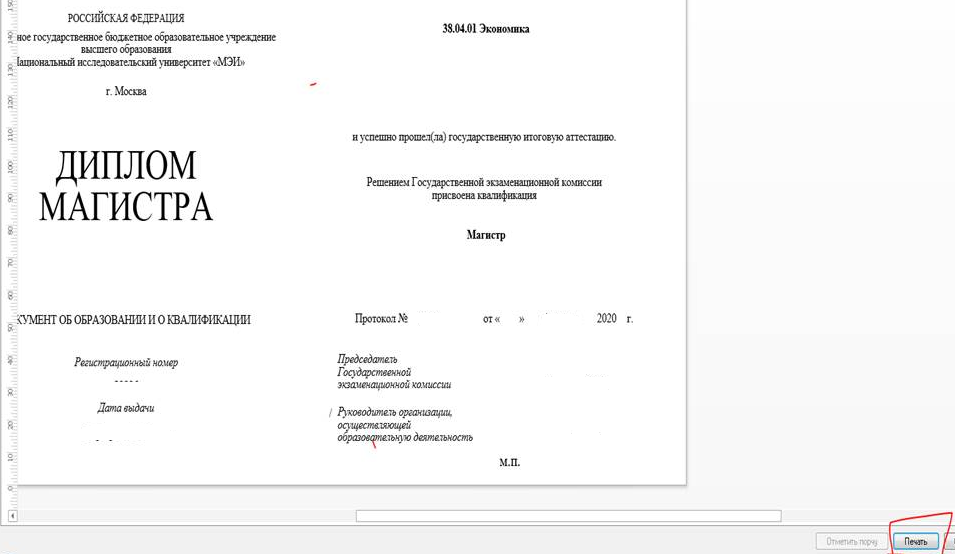 РОССИЙСКАЯ ФЕДЕРАЦИЯ
ное государственное бюджетное образовательное учреждение
высшего образования
Национальный исследовательский университет «МЭИ»
г. Москва
ДИПЛОМ
МАГИСТРА
КУМЕНТ ОБ ОБРАЗОВАНИИ И О КВАЛИФИКАЦИИ
Регистрационный номер
Дата выдачи
38.04.01 Экономика
и успешно прошел(ла) государственную итоговую аттестацию.
Решением Государственной экзаменационной комиссии
присвоена квалификация
Магистр
Протокол № от « » 2020 г.
Председатель
Государственной
экзаменационной комиссии
Руководитель организации,
осуществляющей
образовательную деятельность
М.П.
Отметить порчу Печать